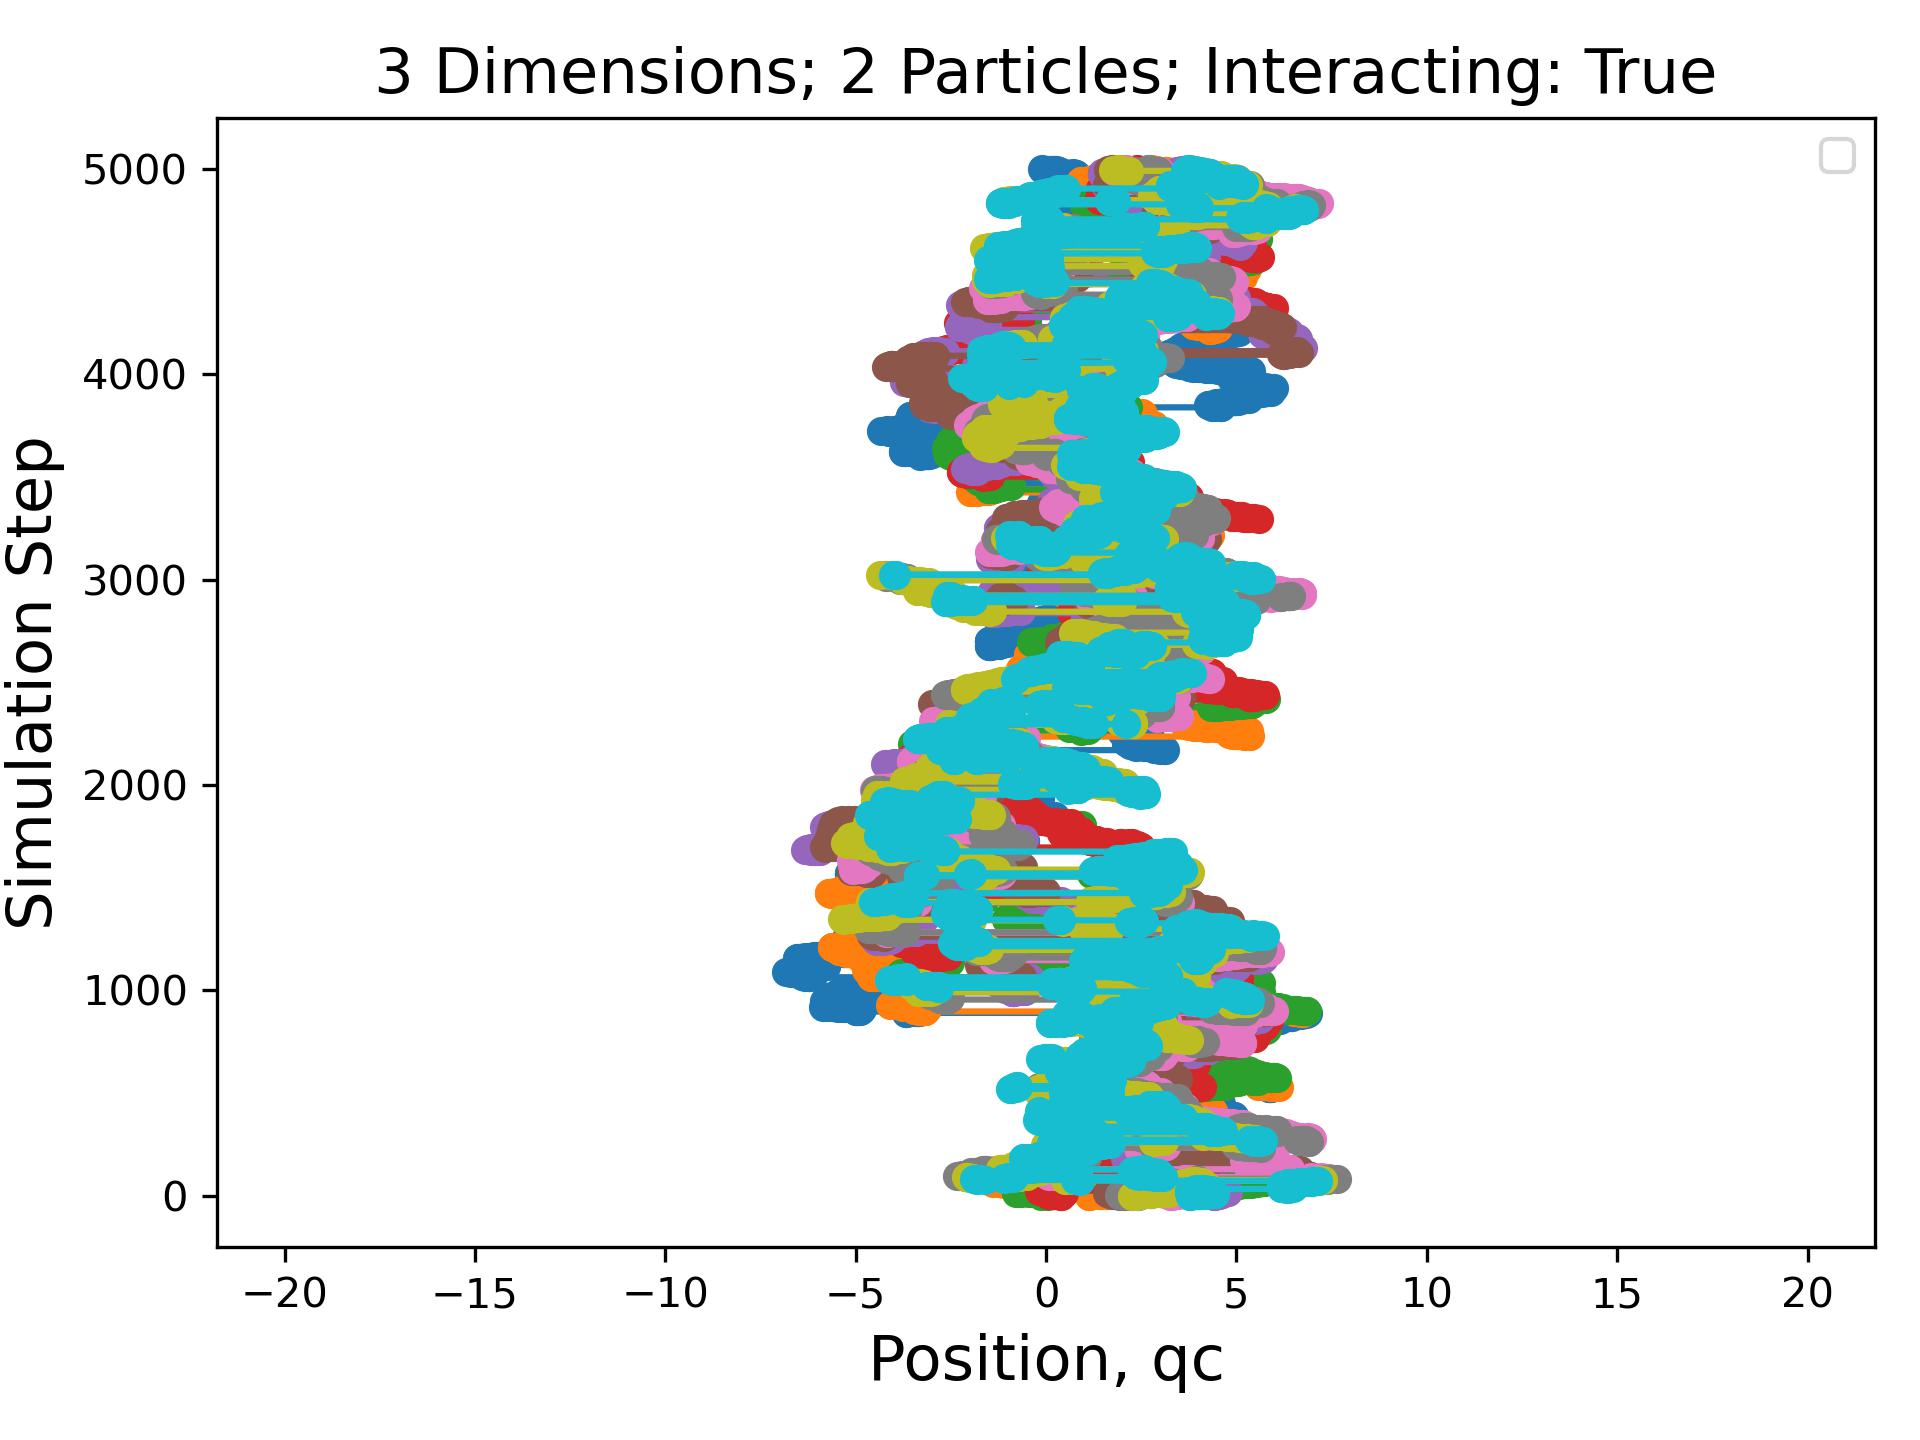 3 Dimensions; 2 Particles; Interacting: True
Simulation Step
5000
4000
3000
2000
1000
0
−20 −15 −10 −5 0 5 10 15 20
Position, qc